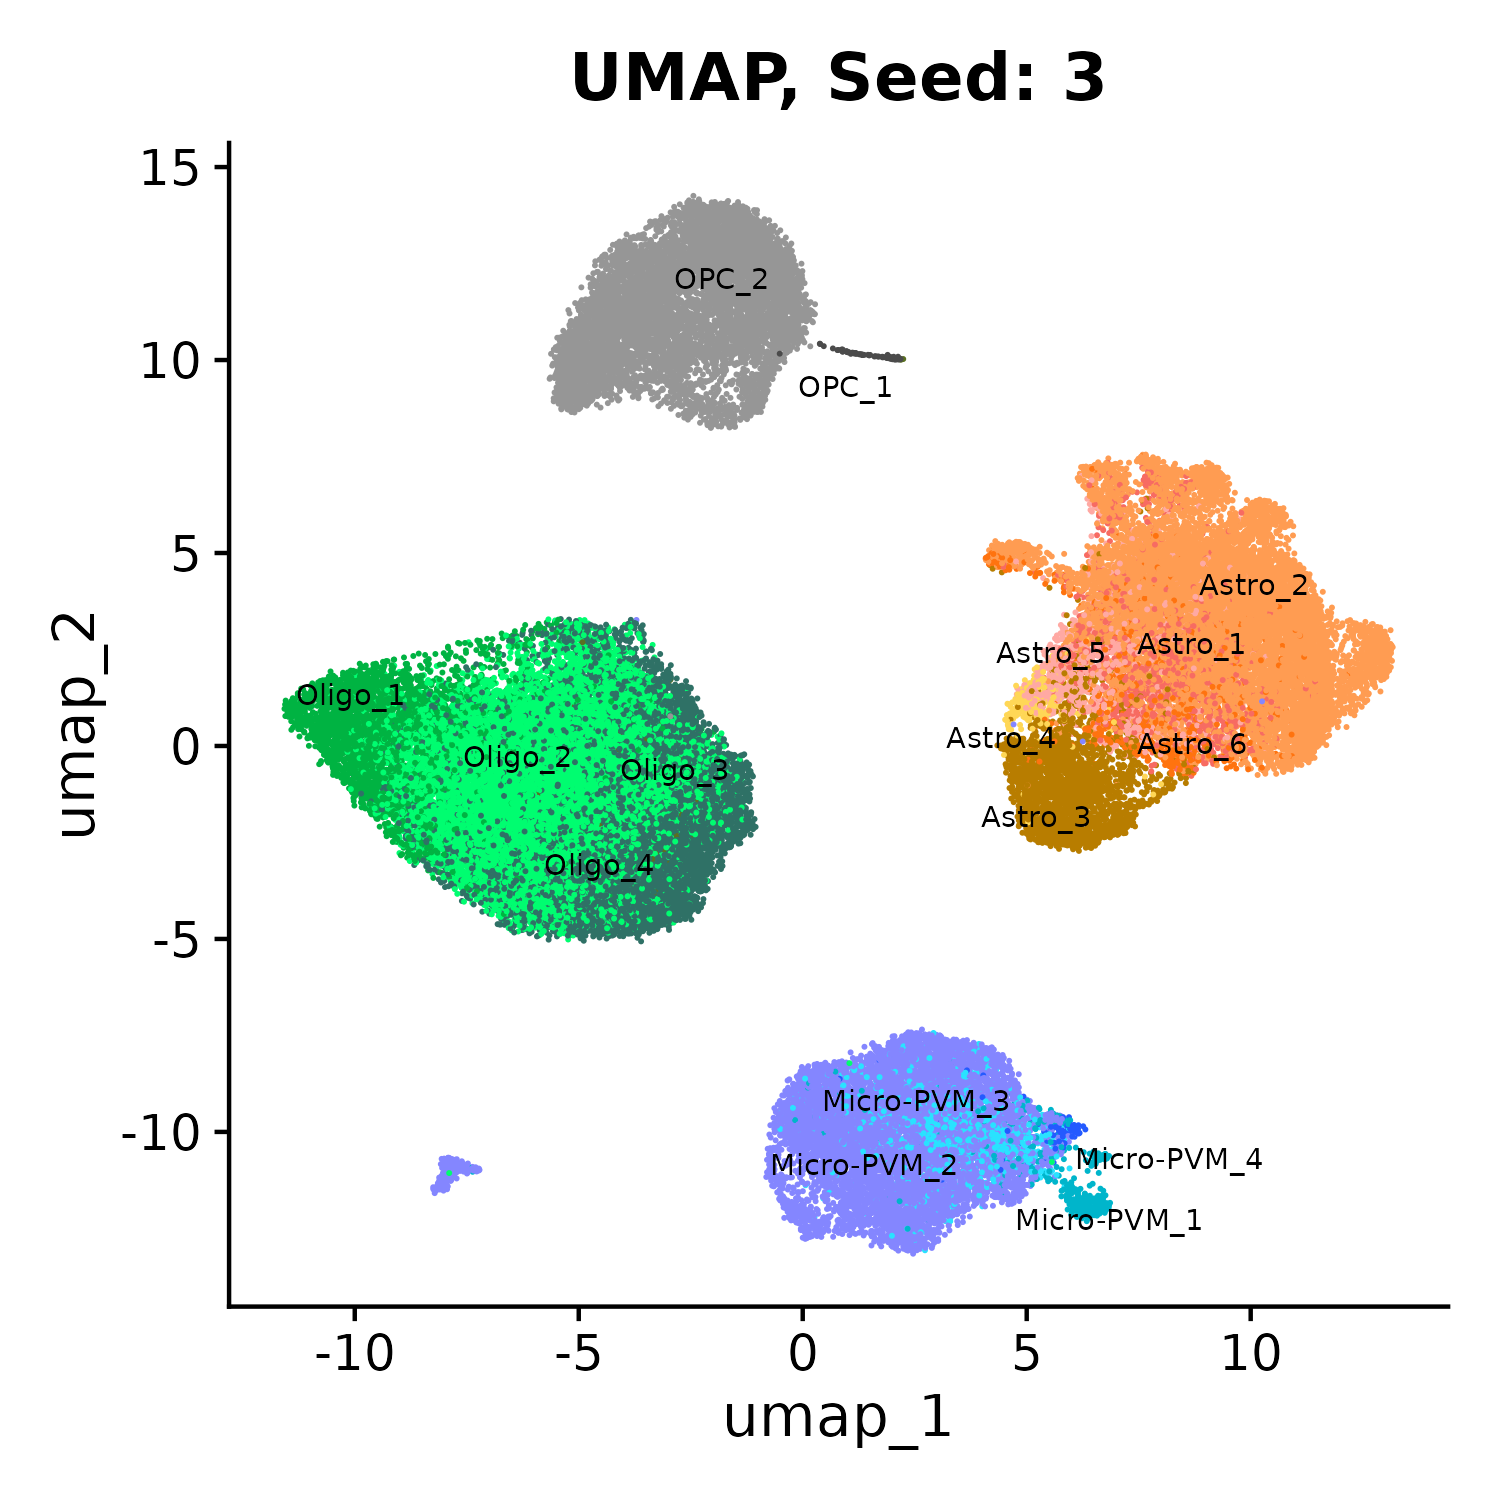 UMAP, Seed: 3
15
10
5
0
-5
-10
umap_2
OPC_2
OPC_1
Astro_2
Astro_1
Astro_5
Astro_4
Astro_6
Astro_3
Oligo_1
Oligo_2
Oligo_3
Oligo_4
Micro-PVM_3
Micro-PVM_2
Micro-PVM_4
Micro-PVM_1
-10
-5
0
5
10
umap_1